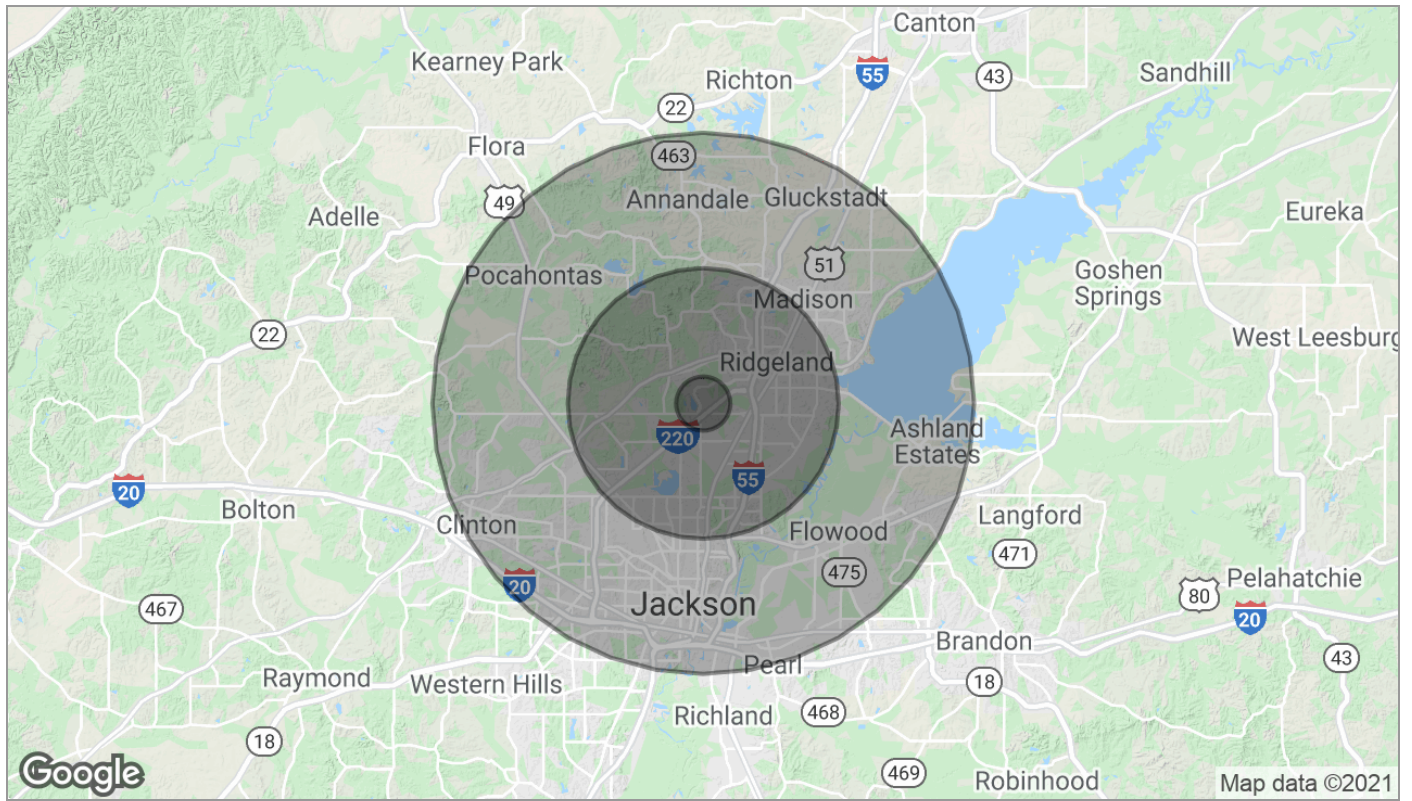 Canton
Kearney Park
Richton
55
43
Sandhill
22
Flora
463
49
Annandale
Gluckstadt
Adelle
Eureka
Pocahontas
51
Goshen
Springs
Madison
22
West Leesburg
Ridgeland
Ashland
Estates
220
55
20
Bolton
Clinton
Langford
Flowood
471
475
20
Pelahatchie
80
467
Jackson
20
Brandon
Pearl
43
Raymond
Western Hills
18
Richland
468
18
Google
469
Robinhood
Map data ©2021